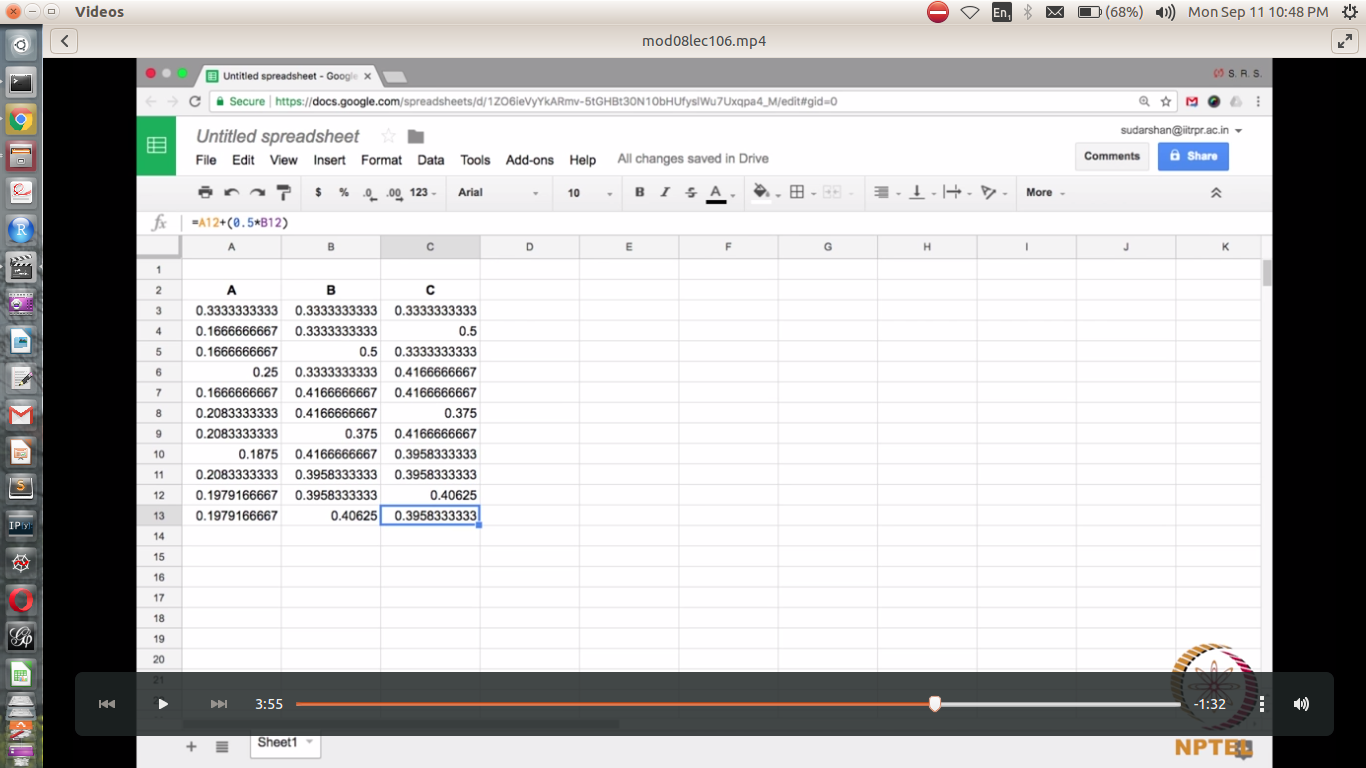 Videos
En1 (68%) Mon Sep 11 10:48 PM
mod08lec106.mp4
Untitled spreadsheet - Google S. R. S.
Secure https://docs.google.com/spreadsheets/d/
Untitled spreadsheet
sudarshan@iitrpr.ac.in
File Edit View Insert Format Data Tools Add-ons Help All changes saved in Drive
Comments Share
$ % .0 .00 123 Arial 10 B I S A More
fx =A12+(0.5*B12)
A B C D E F G H I J K
1
2 A B C
3 0.3333333333 0.3333333333 0.3333333333
4 0.1666666667 0.3333333333 0.5
5 0.1666666667 0.5 0.3333333333
6 0.25 0.3333333333 0.4166666667
7 0.1666666667 0.4166666667 0.4166666667
8 0.2083333333 0.4166666667 0.375
9 0.2083333333 0.375 0.4166666667
10 0.1875 0.4166666667 0.3958333333
11 0.2083333333 0.3958333333 0.3958333333
12 0.1979166667 0.3958333333 0.40625
13 0.1979166667 0.40625 0.3958333333
14
15
16
17
18
19
20
21
3:55 -1:32
Sheet1
NPTEL